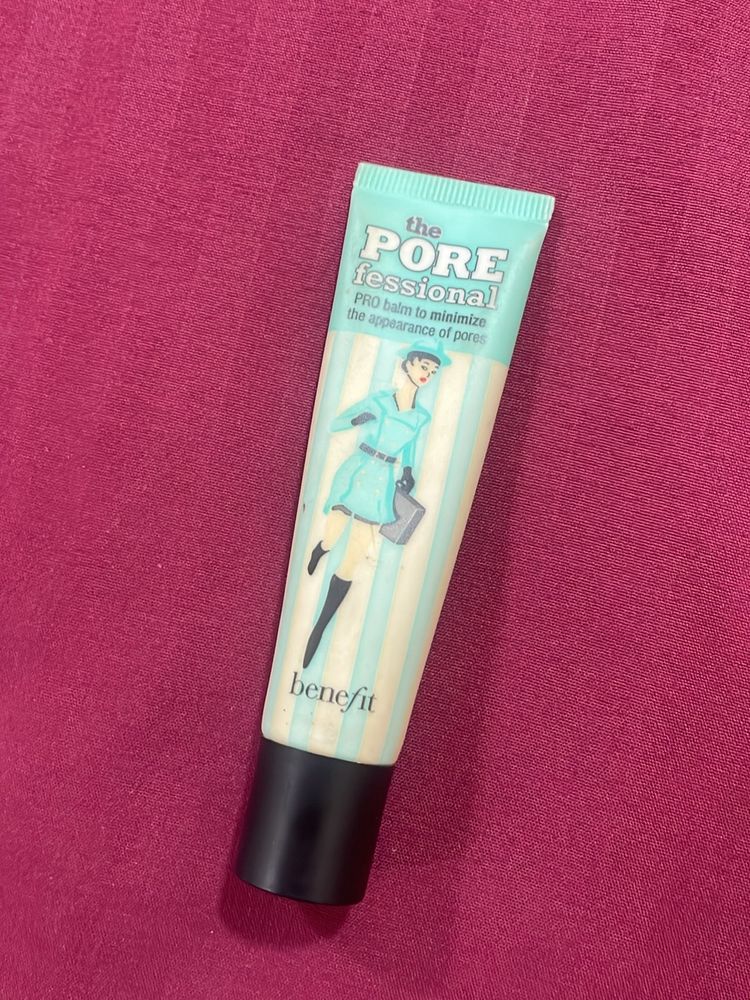 the
PORE
fessional
PRO balm to minimize
the appearance of pores
benefit